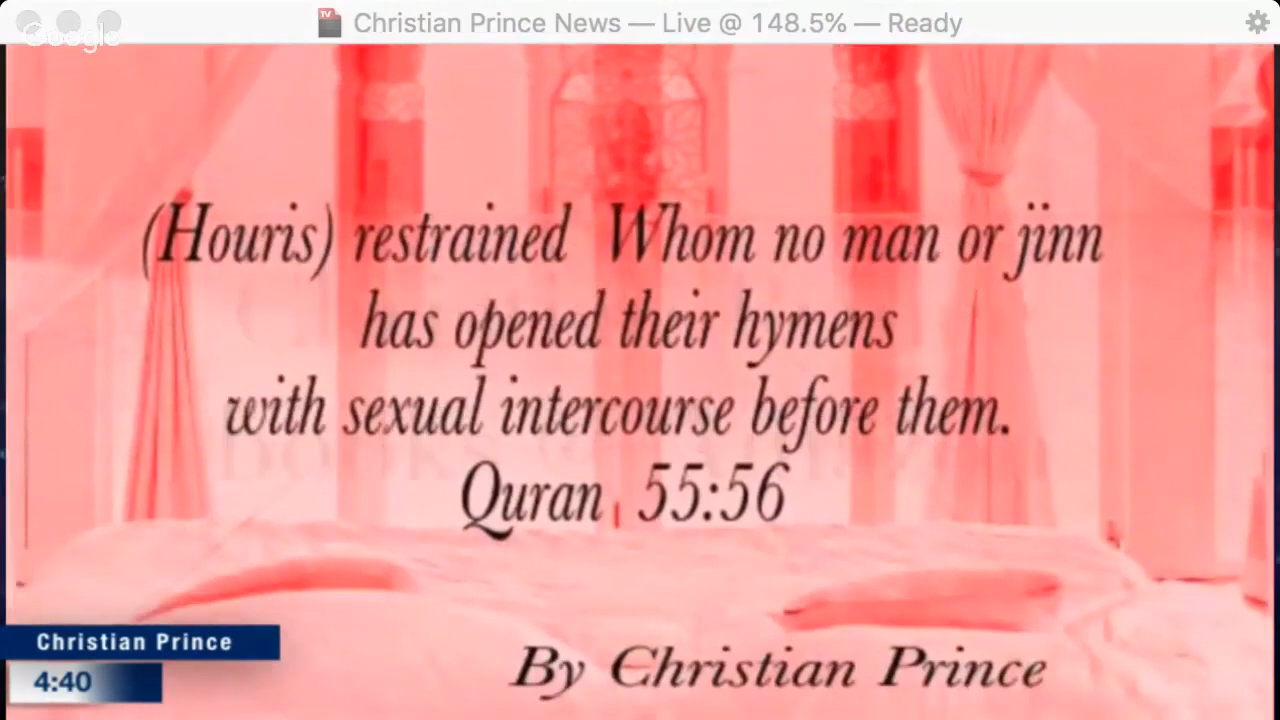 Christian Prince News — Live @ 148.5% — Ready
Google
(Houris) restrained Whom no man or jinn
has opened their hymens
with sexual intercourse before them.
Quran 55:56
Christian Prince
4:40
By Christian Prince